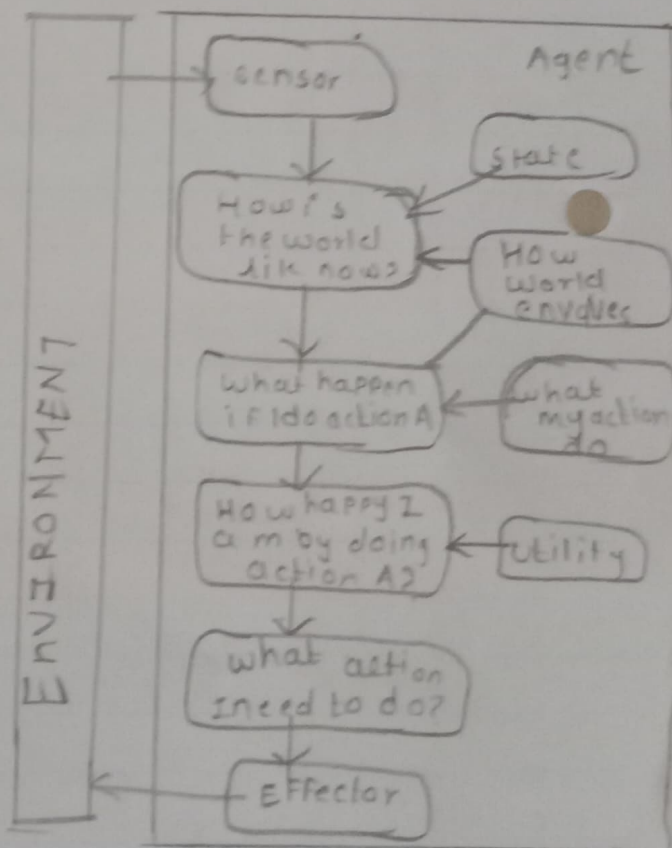 Agent
sensor
State
How is
the world
lik now?
How
world
envolves
What happen
if I do action A
what
my action
do
How happy I
am by doing
action A?
utility
what action
I need to do?
Effector
ENVIRONMENT